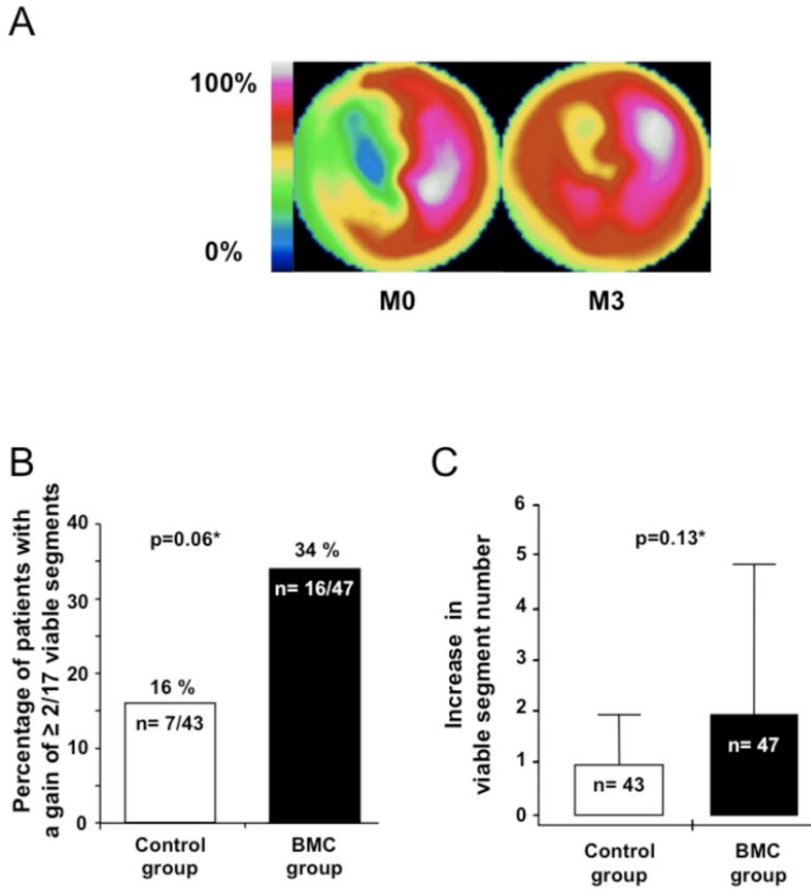 A
100%
0%
M0
M3
B
Percentage of patients with
a gain of ≥ 2/17 viable segments
40
30
20
10
0
p=0.06*
16 %
n= 7/43
34 %
n= 16/47
Control
group
BMC
group
C
Increase in
viable segment number
6
5
4
3
2
1
0
p=0.13*
n= 43
n= 47
Control
group
BMC
group